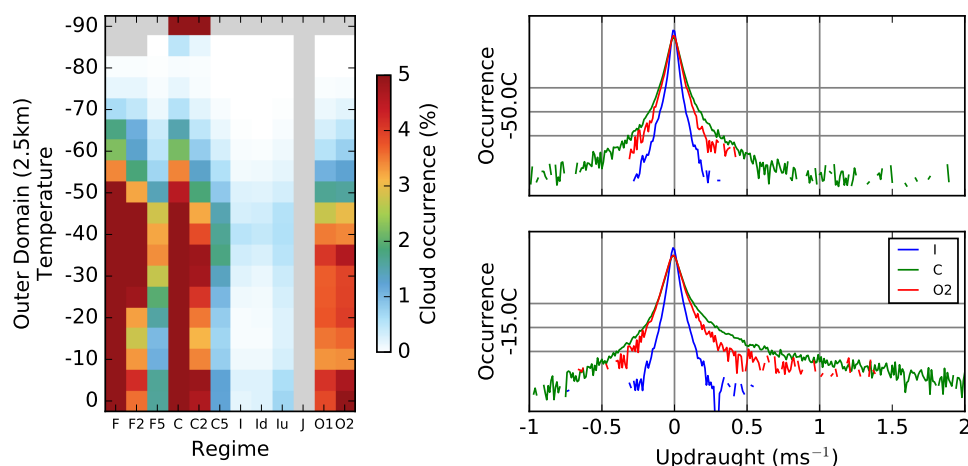 Outer Domain (2.5km)
Temperature
-90
-80
-70
-60
-50
-40
-30
-20
-10
0
F F2 F5 C C2 C5 I Id Iu J O1 O2
Regime
5
4
3
2
1
0
Cloud occurrence (%)
Occurrence
-50.0C
Occurrence
-15.0C
I
C
O2
-1 -0.5 0 0.5 1 1.5 2
Updraught (ms⁻¹)